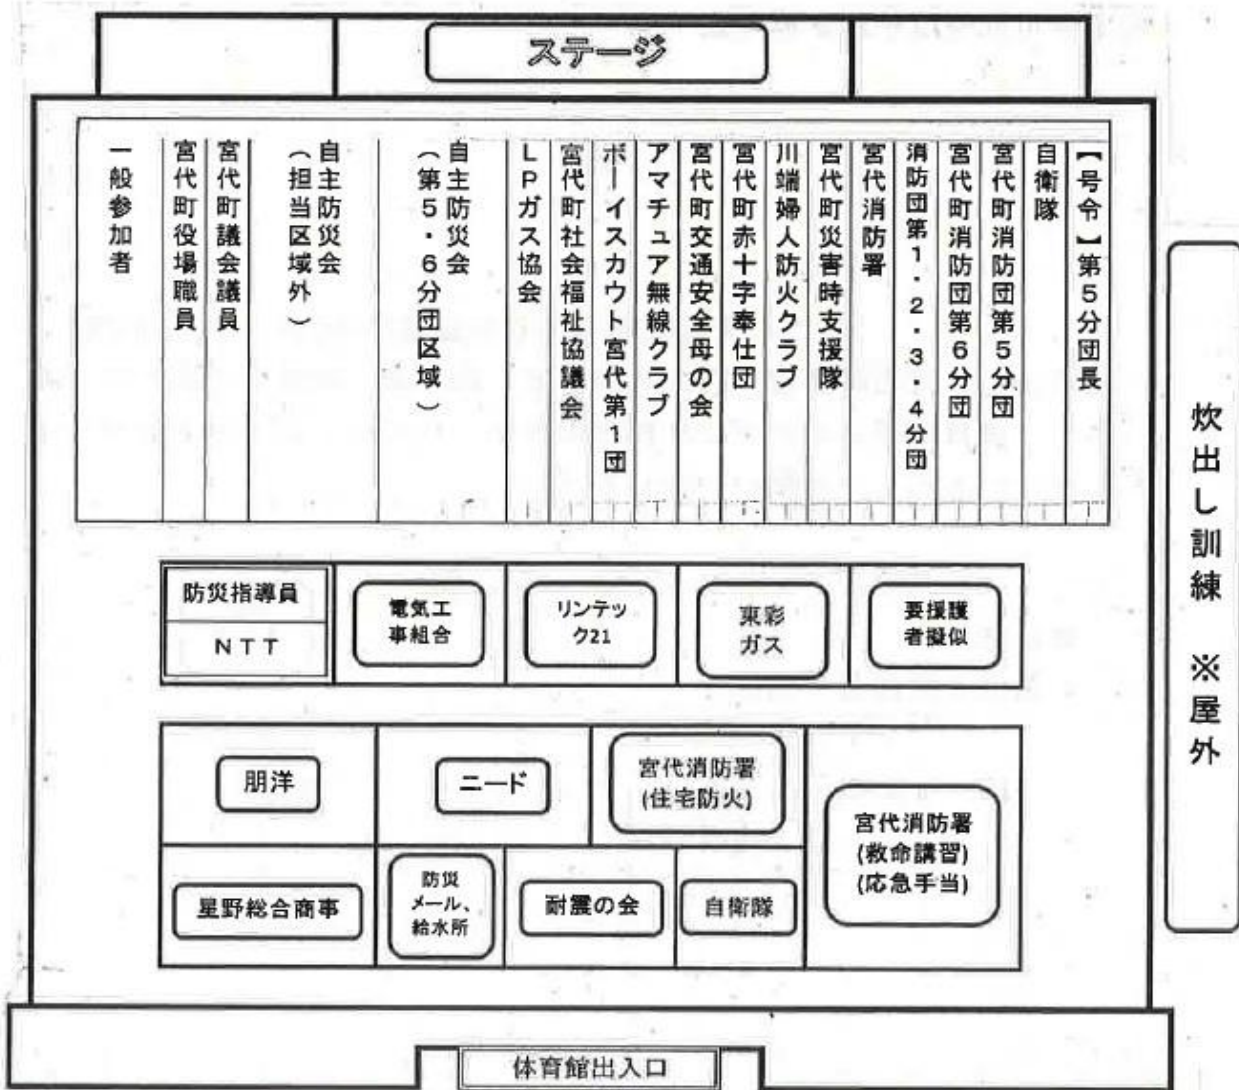 ステージ
【号令】第5分団長
自衛隊
宮代町消防団第5分団
宮代町消防団第6分団
消防団第1・2・3・4分団
宮代消防署
宮代町災害時支援隊
川端婦人防火クラブ
宮代町赤十字奉仕団
宮代町交通安全母の会
アマチュア無線クラブ
ボーイスカウト宮代第1団
宮代町社会福祉協議会
LPガス協会
自主防災会
（第5・6分団区域）
自主防災会
（担当区域外）
宮代町議会議員
宮代町役場職員
一般参加者
炊出し訓練 ※屋外
防災指導員
NTT
電気工
事組合
リンテッ
ク21
東彩
ガス
要援護
者擬似
朋洋
ニード
宮代消防署
(住宅防火)
宮代消防署
(救命講習)
(応急手当)
星野総合商事
防災
メール、
給水所
耐震の会
自衛隊
体育館出入口